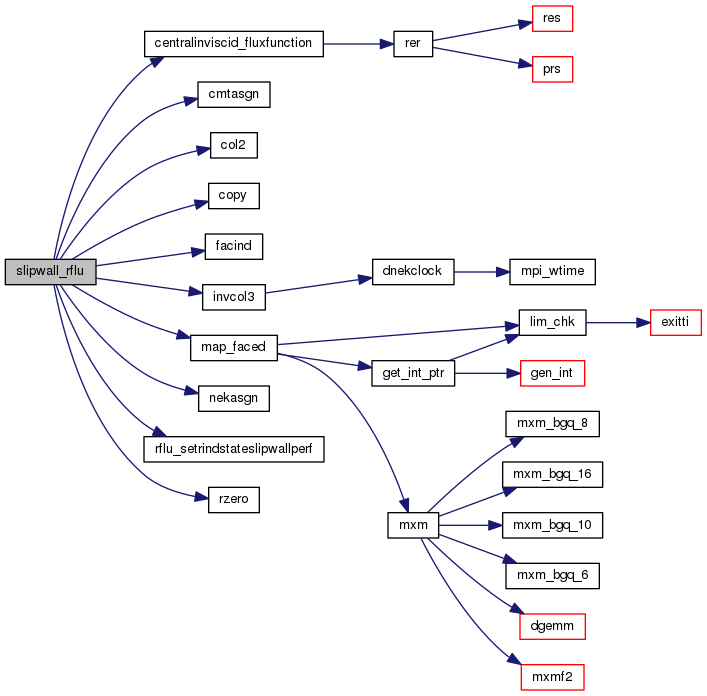 res
centralinviscid_fluxfunction
rer
prs
cmtasgn
col2
copy
facind
slipwall_rflu
dnekclock
mpi_wtime
invcol3
lim_chk
exitti
map_faced
get_int_ptr
gen_int
nekasgn
mxm_bgq_8
rflu_setrindstateslipwallperf
mxm_bgq_16
rzero
mxm
mxm_bgq_10
mxm_bgq_6
dgemm
mxmf2